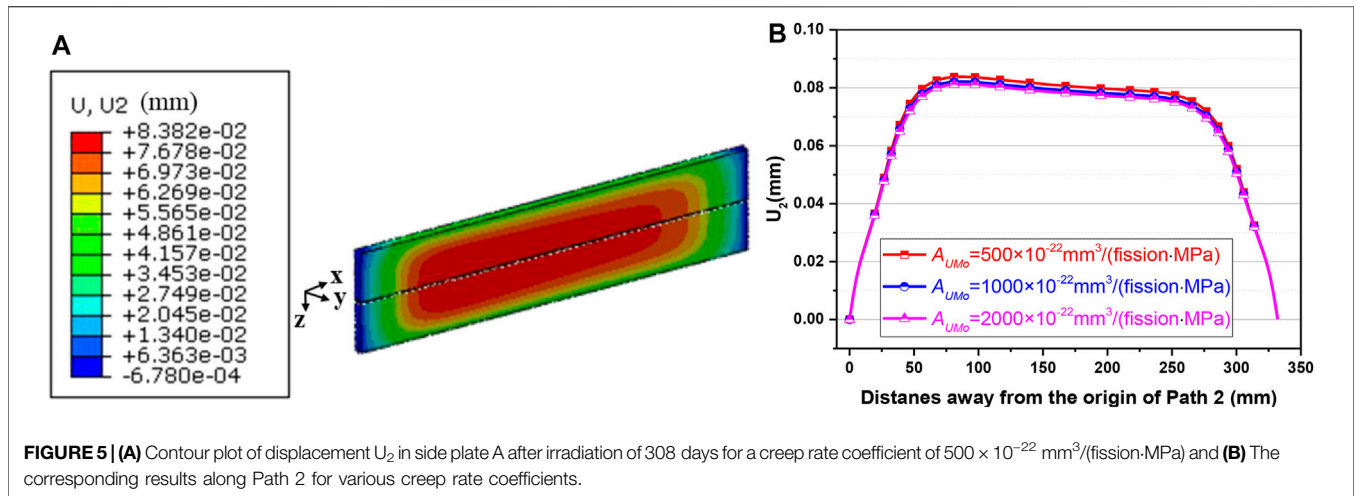 A
U, U2 (mm)
+8.382e-02
+7.678e-02
+6.973e-02
+6.269e-02
+5.565e-02
+4.861e-02
+4.157e-02
+3.453e-02
+2.749e-02
+2.045e-02
+1.340e-02
+6.363e-03
-6.780e-04
x
y
z
B
U₂(mm)
0.10
0.08
0.06
0.04
0.02
0.00
A_UMo=500×10⁻²²mm³/(fission·MPa)
A_UMo=1000×10⁻²²mm³/(fission·MPa)
A_UMo=2000×10⁻²²mm³/(fission·MPa)
0 50 100 150 200 250 300 350
Distanes away from the origin of Path 2 (mm)
FIGURE 5 | (A) Contour plot of displacement U₂ in side plate A after irradiation of 308 days for a creep rate coefficient of 500 × 10⁻²² mm³/(fission·MPa) and (B) The
corresponding results along Path 2 for various creep rate coefficients.